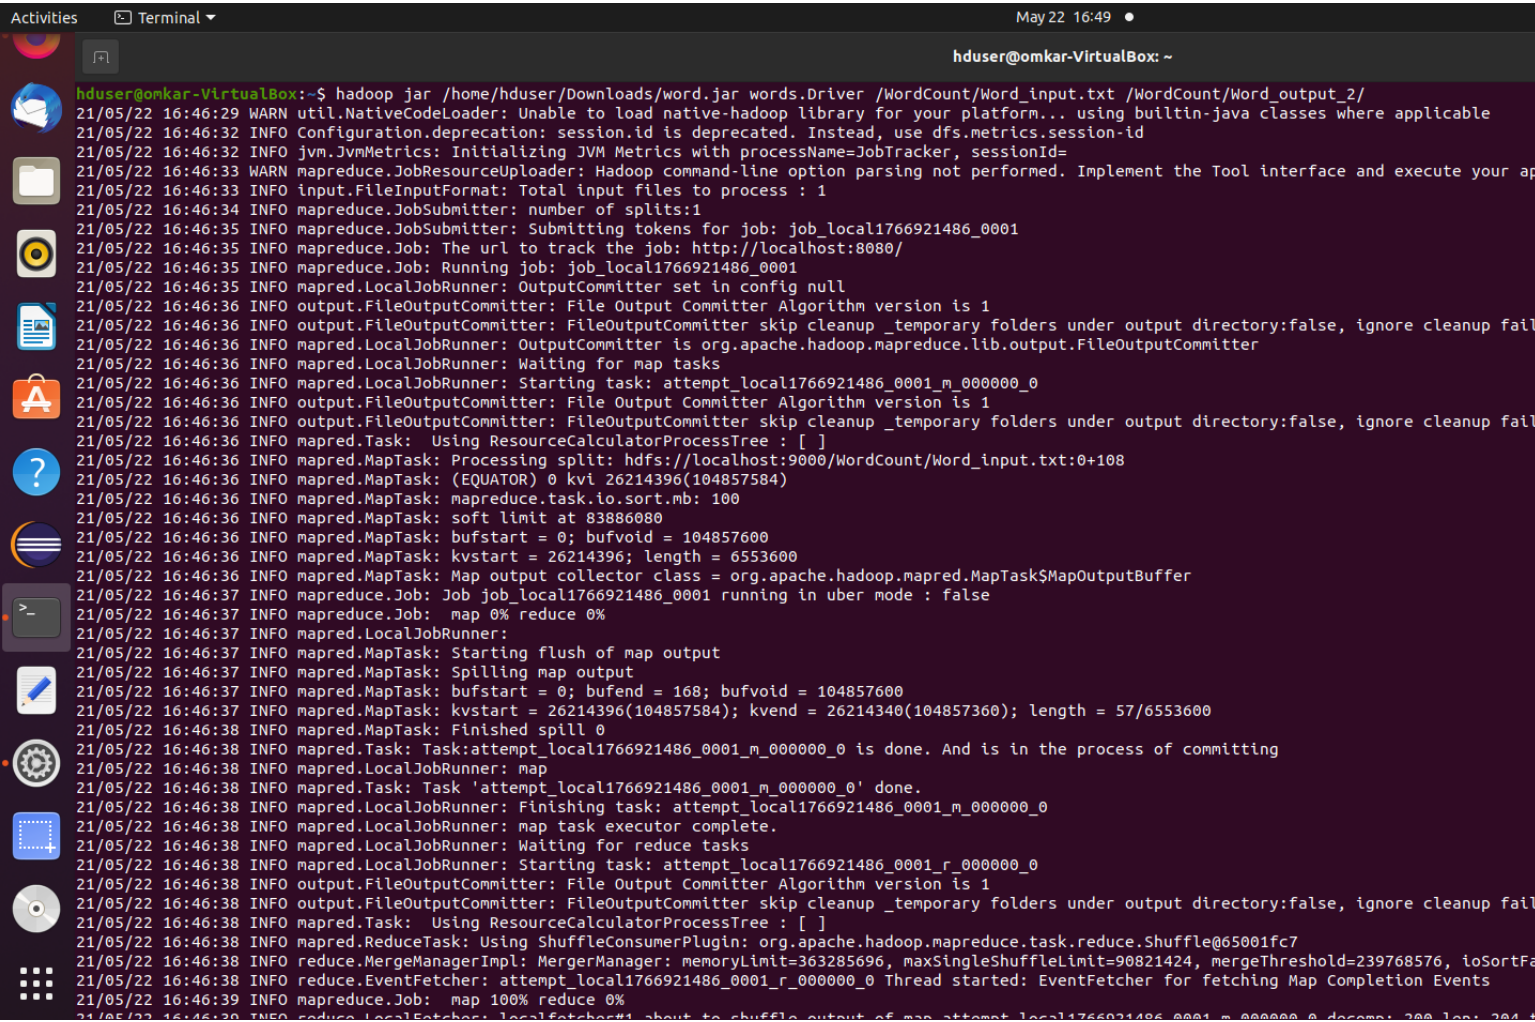 Activities Terminal May 22 16:49
hduser@omkar-VirtualBox: ~
hduser@omkar-VirtualBox:~$ hadoop jar /home/hduser/Downloads/word.jar words.Driver /WordCount/Word_input.txt /WordCount/Word_output_2/
21/05/22 16:46:29 WARN util.NativeCodeLoader: Unable to load native-hadoop library for your platform... using builtin-java classes where applicable
21/05/22 16:46:32 INFO Configuration.deprecation: session.id is deprecated. Instead, use dfs.metrics.session-id
21/05/22 16:46:32 INFO jvm.JvmMetrics: Initializing JVM Metrics with processName=JobTracker, sessionId=
21/05/22 16:46:33 WARN mapreduce.JobResourceUploader: Hadoop command-line option parsing not performed. Implement the Tool interface and execute your ap
21/05/22 16:46:33 INFO input.FileInputFormat: Total input files to process : 1
21/05/22 16:46:34 INFO mapreduce.JobSubmitter: number of splits:1
21/05/22 16:46:35 INFO mapreduce.JobSubmitter: Submitting tokens for job: job_local1766921486_0001
21/05/22 16:46:35 INFO mapreduce.Job: The url to track the job: http://localhost:8080/
21/05/22 16:46:35 INFO mapreduce.Job: Running job: job_local1766921486_0001
21/05/22 16:46:35 INFO mapred.LocalJobRunner: OutputCommitter set in config null
21/05/22 16:46:36 INFO output.FileOutputCommitter: File Output Committer Algorithm version is 1
21/05/22 16:46:36 INFO output.FileOutputCommitter: FileOutputCommitter skip cleanup _temporary folders under output directory:false, ignore cleanup fail
21/05/22 16:46:36 INFO mapred.LocalJobRunner: OutputCommitter is org.apache.hadoop.mapreduce.lib.output.FileOutputCommitter
21/05/22 16:46:36 INFO mapred.LocalJobRunner: Waiting for map tasks
21/05/22 16:46:36 INFO mapred.LocalJobRunner: Starting task: attempt_local1766921486_0001_m_000000_0
21/05/22 16:46:36 INFO output.FileOutputCommitter: File Output Committer Algorithm version is 1
21/05/22 16:46:36 INFO output.FileOutputCommitter: FileOutputCommitter skip cleanup _temporary folders under output directory:false, ignore cleanup fail
21/05/22 16:46:36 INFO mapred.Task:  Using ResourceCalculatorProcessTree : [ ]
21/05/22 16:46:36 INFO mapred.MapTask: Processing split: hdfs://localhost:9000/WordCount/Word_input.txt:0+108
21/05/22 16:46:36 INFO mapred.MapTask: (EQUATOR) 0 kvi 26214396(104857584)
21/05/22 16:46:36 INFO mapred.MapTask: mapreduce.task.io.sort.mb: 100
21/05/22 16:46:36 INFO mapred.MapTask: soft limit at 83886080
21/05/22 16:46:36 INFO mapred.MapTask: bufstart = 0; bufvoid = 104857600
21/05/22 16:46:36 INFO mapred.MapTask: kvstart = 26214396; length = 6553600
21/05/22 16:46:36 INFO mapred.MapTask: Map output collector class = org.apache.hadoop.mapred.MapTask$MapOutputBuffer
21/05/22 16:46:37 INFO mapreduce.Job: Job job_local1766921486_0001 running in uber mode : false
21/05/22 16:46:37 INFO mapreduce.Job:  map 0% reduce 0%
21/05/22 16:46:37 INFO mapred.LocalJobRunner:
21/05/22 16:46:37 INFO mapred.MapTask: Starting flush of map output
21/05/22 16:46:37 INFO mapred.MapTask: Spilling map output
21/05/22 16:46:37 INFO mapred.MapTask: bufstart = 0; bufend = 168; bufvoid = 104857600
21/05/22 16:46:37 INFO mapred.MapTask: kvstart = 26214396(104857584); kvend = 26214340(104857360); length = 57/6553600
21/05/22 16:46:38 INFO mapred.MapTask: Finished spill 0
21/05/22 16:46:38 INFO mapred.Task: Task:attempt_local1766921486_0001_m_000000_0 is done. And is in the process of committing
21/05/22 16:46:38 INFO mapred.LocalJobRunner: map
21/05/22 16:46:38 INFO mapred.Task: Task 'attempt_local1766921486_0001_m_000000_0' done.
21/05/22 16:46:38 INFO mapred.LocalJobRunner: Finishing task: attempt_local1766921486_0001_m_000000_0
21/05/22 16:46:38 INFO mapred.LocalJobRunner: map task executor complete.
21/05/22 16:46:38 INFO mapred.LocalJobRunner: Waiting for reduce tasks
21/05/22 16:46:38 INFO mapred.LocalJobRunner: Starting task: attempt_local1766921486_0001_r_000000_0
21/05/22 16:46:38 INFO output.FileOutputCommitter: File Output Committer Algorithm version is 1
21/05/22 16:46:38 INFO output.FileOutputCommitter: FileOutputCommitter skip cleanup _temporary folders under output directory:false, ignore cleanup fail
21/05/22 16:46:38 INFO mapred.Task:  Using ResourceCalculatorProcessTree : [ ]
21/05/22 16:46:38 INFO mapred.ReduceTask: Using ShuffleConsumerPlugin: org.apache.hadoop.mapreduce.task.reduce.Shuffle@65001fc7
21/05/22 16:46:38 INFO reduce.MergeManagerImpl: MergerManager: memoryLimit=363285696, maxSingleShuffleLimit=90821424, mergeThreshold=239768576, ioSortFa
21/05/22 16:46:38 INFO reduce.EventFetcher: attempt_local1766921486_0001_r_000000_0 Thread started: EventFetcher for fetching Map Completion Events
21/05/22 16:46:39 INFO mapreduce.Job:  map 100% reduce 0%
21/05/22 16:46:39 INFO reduce.LocalFetcher: localfetcher#1 about to shuffle output of map attempt_local1766921486_0001_m_000000_0 decomp: 200 len: 204